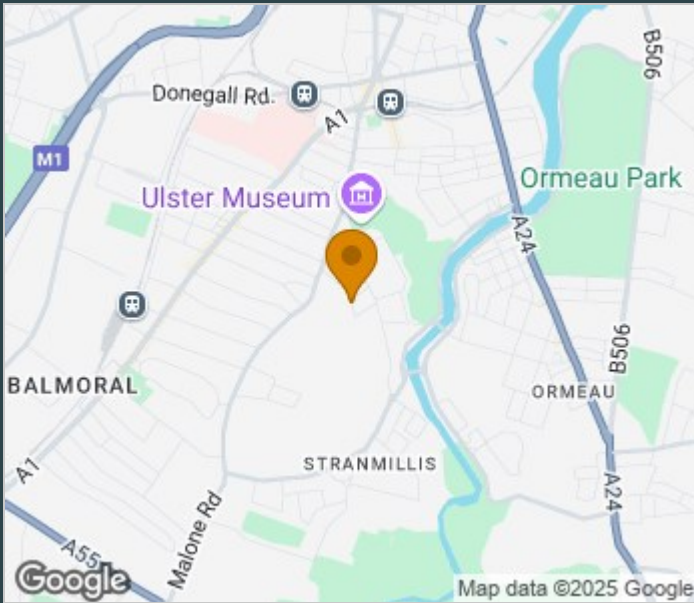 B506
Donegall Rd.
A1
M1
Ulster Museum
Ormeau Park
A24
B506
BALMORAL
ORMEAU
STRANMILLIS
A1
Malone Rd
A24
A55
Google
Map data ©2025 Google